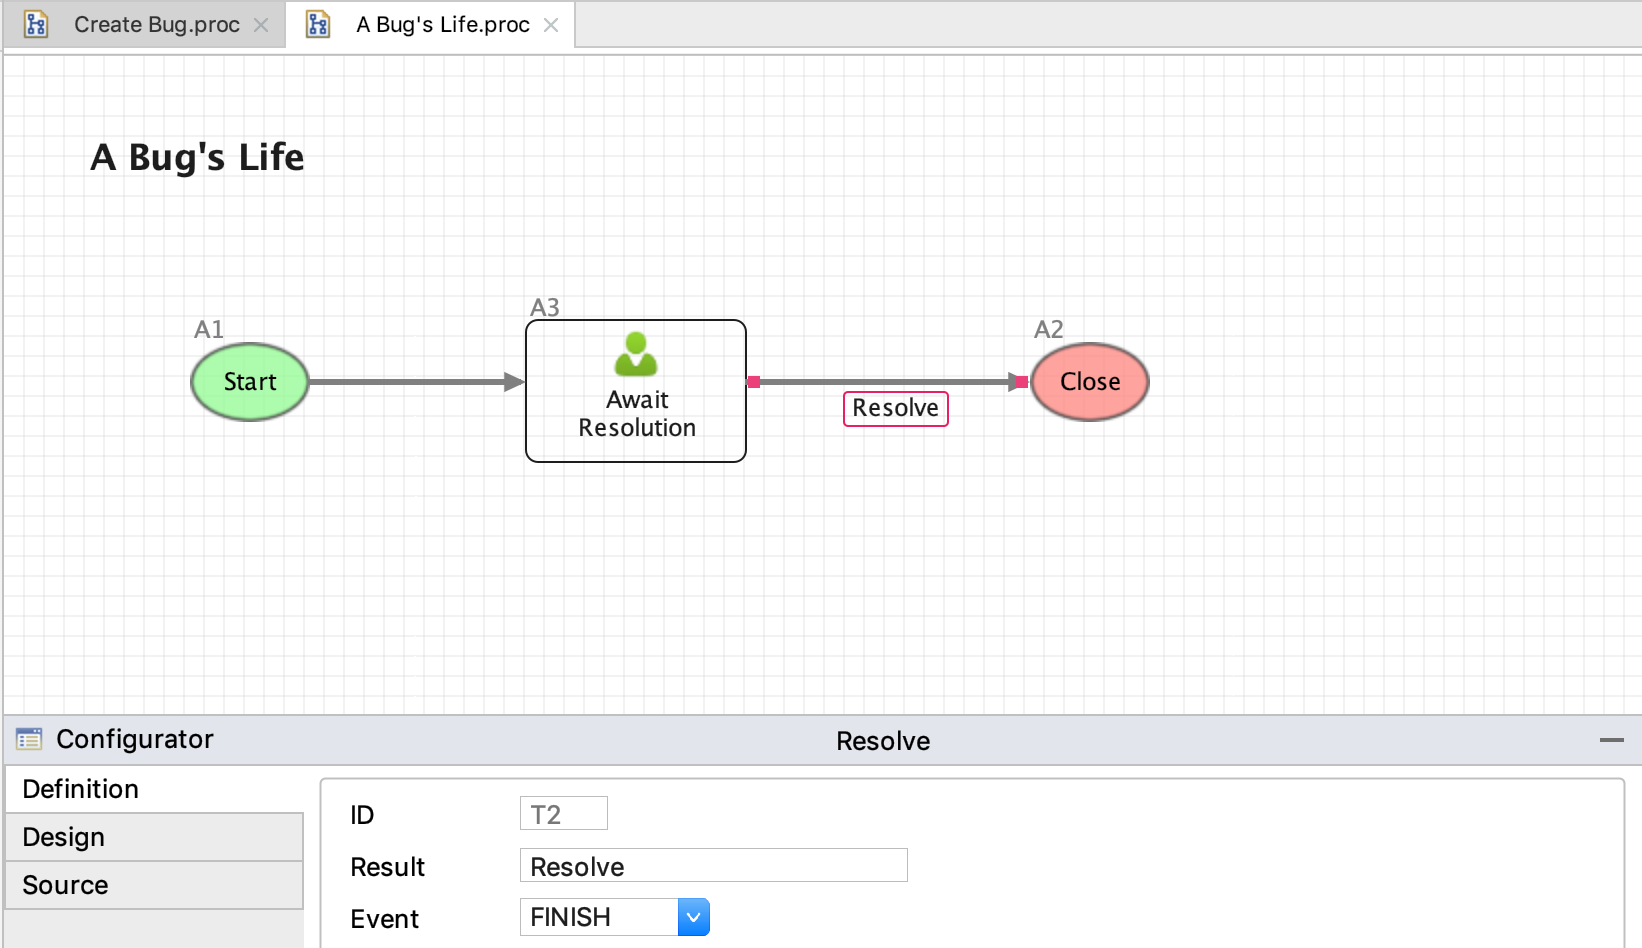 Create Bug.proc
A Bug's Life.proc
A Bug's Life
A1
Start
A3
Await
Resolution
Resolve
A2
Close
Configurator
Resolve
Definition
Design
Source
ID
T2
Result
Resolve
Event
FINISH